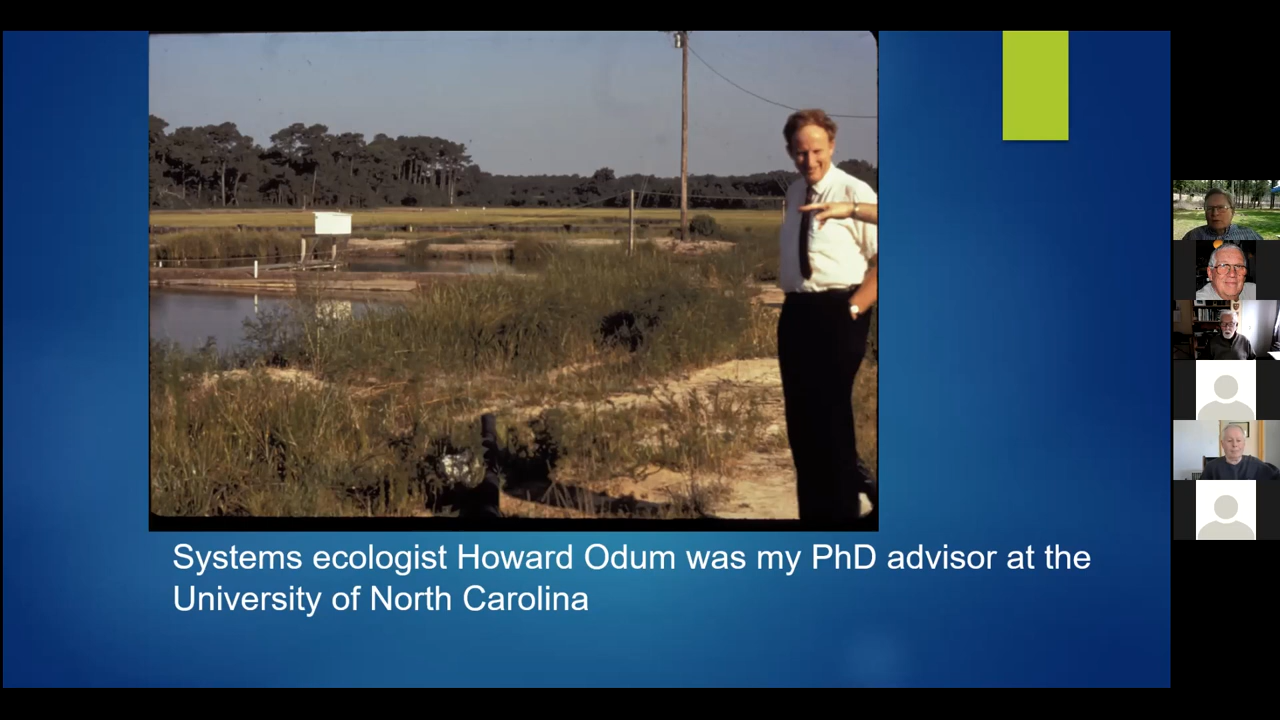 Systems ecologist Howard Odum was my PhD advisor at the
University of North Carolina